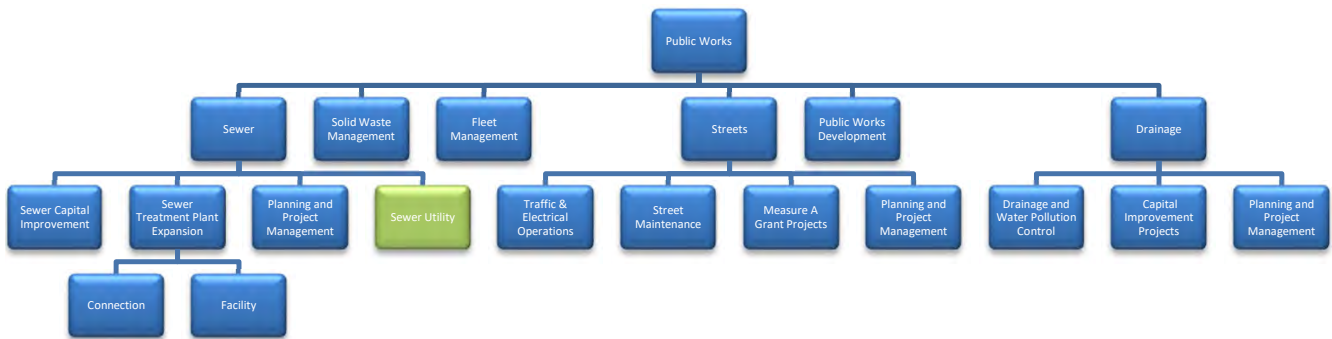 Public Works
Sewer
Solid Waste
Management
Fleet
Management
Streets
Public Works
Development
Drainage
Sewer Capital
Improvement
Sewer
Treatment Plant
Expansion
Planning and
Project
Management
Sewer Utility
Traffic &
Electrical
Operations
Street
Maintenance
Measure A
Grant Projects
Planning and
Project
Management
Drainage and
Water Pollution
Control
Capital
Improvement
Projects
Planning and
Project
Management
Connection
Facility